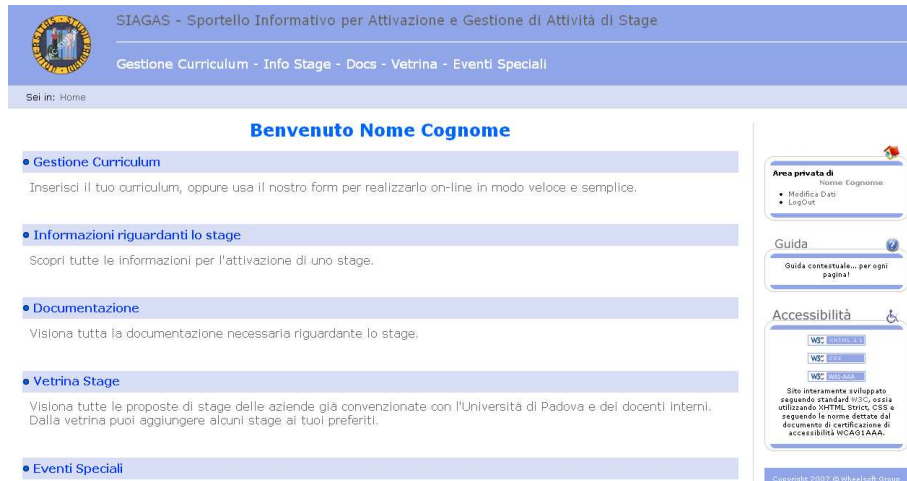 SIAGAS - Sportello Informativo per Attivazione e Gestione di Attività di Stage
Gestione Curriculum - Info Stage - Docs - Vetrina - Eventi Speciali
Sei in: Home
Benvenuto Nome Cognome
Gestione Curriculum
Inserisci il tuo curriculum, oppure usa il nostro form per realizzarlo on-line in modo veloce e semplice.
Informazioni riguardanti lo stage
Scopri tutte le informazioni per l'attivazione di uno stage.
Documentazione
Visiona tutta la documentazione necessaria riguardante lo stage.
Vetrina Stage
Visiona tutte le proposte di stage delle aziende già convenzionate con l'Università di Padova e dei docenti interni.
Dalla vetrina puoi aggiungere alcuni stage ai tuoi preferiti.
Eventi Speciali
Area privata di
Nome Cognome
Modifica Dati
LogOut
Guida
Guida contestuale... per ogni
pagina!
Accessibilità
W3C XHTML 1.1
W3C CSS
W3C WAI-AAA
Sito interamente sviluppato
seguendo standard W3C, ossia
utilizzando XHTML Strict, CSS e
seguendo le norme dettate dal
documento di certificazione di
accessibilità WCAG1AAA.
Copyright 2007 © Wheelsoft Group